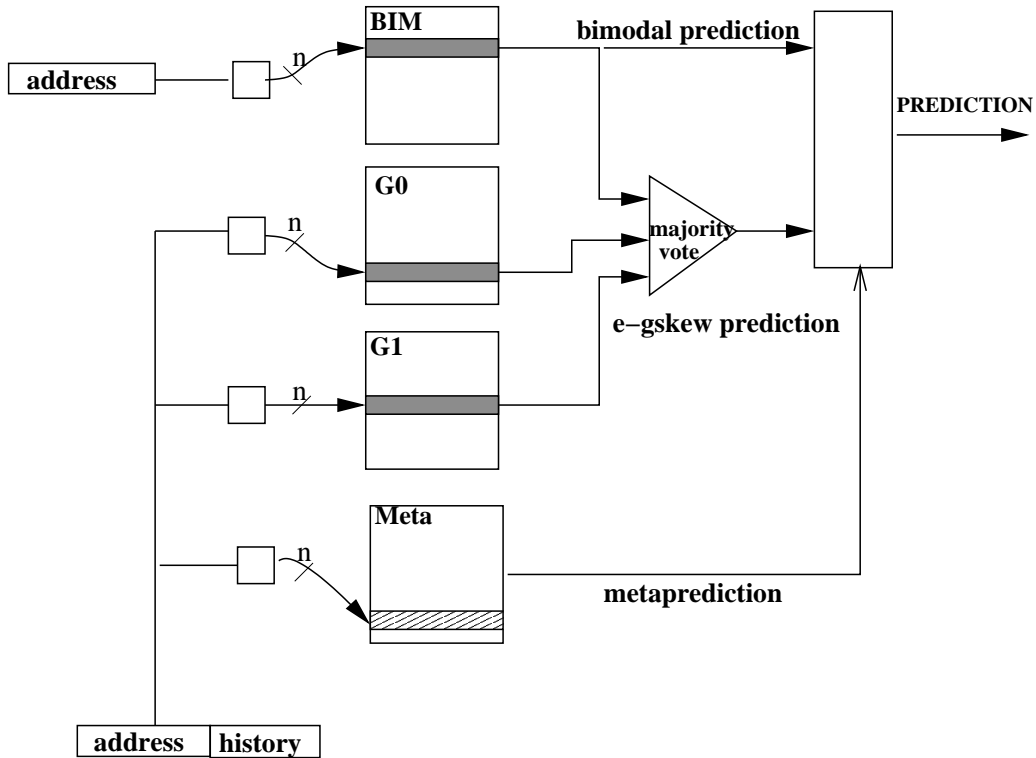 BIM
bimodal prediction
n
address
PREDICTION
G0
n
majority
vote
e-gskew prediction
G1
n
Meta
n
metaprediction
address history